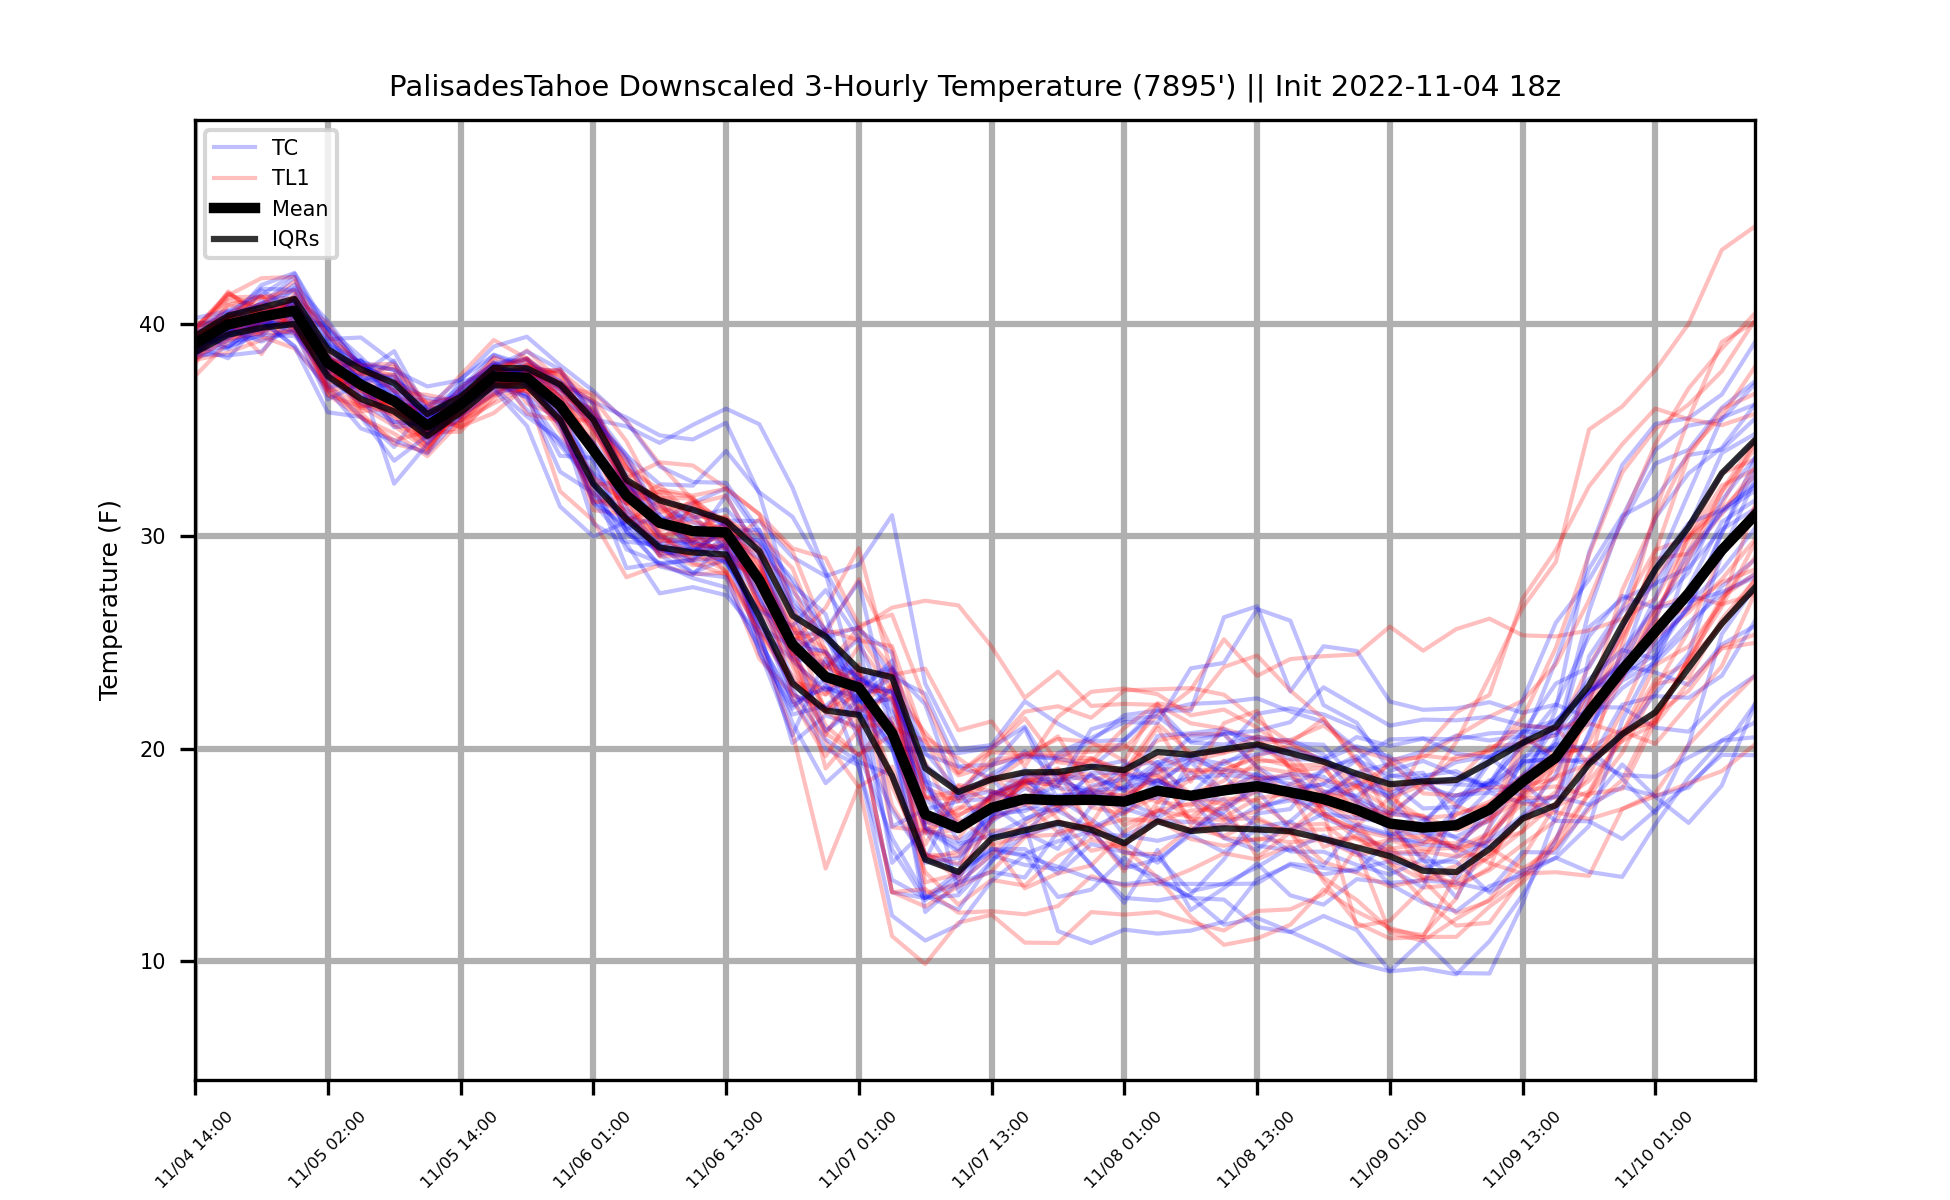 PalisadesTahoe Downscaled 3-Hourly Temperature (7895') || Init 2022-11-04 18z
TC
TL1
Mean
IQRs
Temperature (F)
40
30
20
10
11/04 14:00
11/05 02:00
11/05 14:00
11/06 01:00
11/06 13:00
11/07 01:00
11/07 13:00
11/08 01:00
11/08 13:00
11/09 01:00
11/09 13:00
11/10 01:00